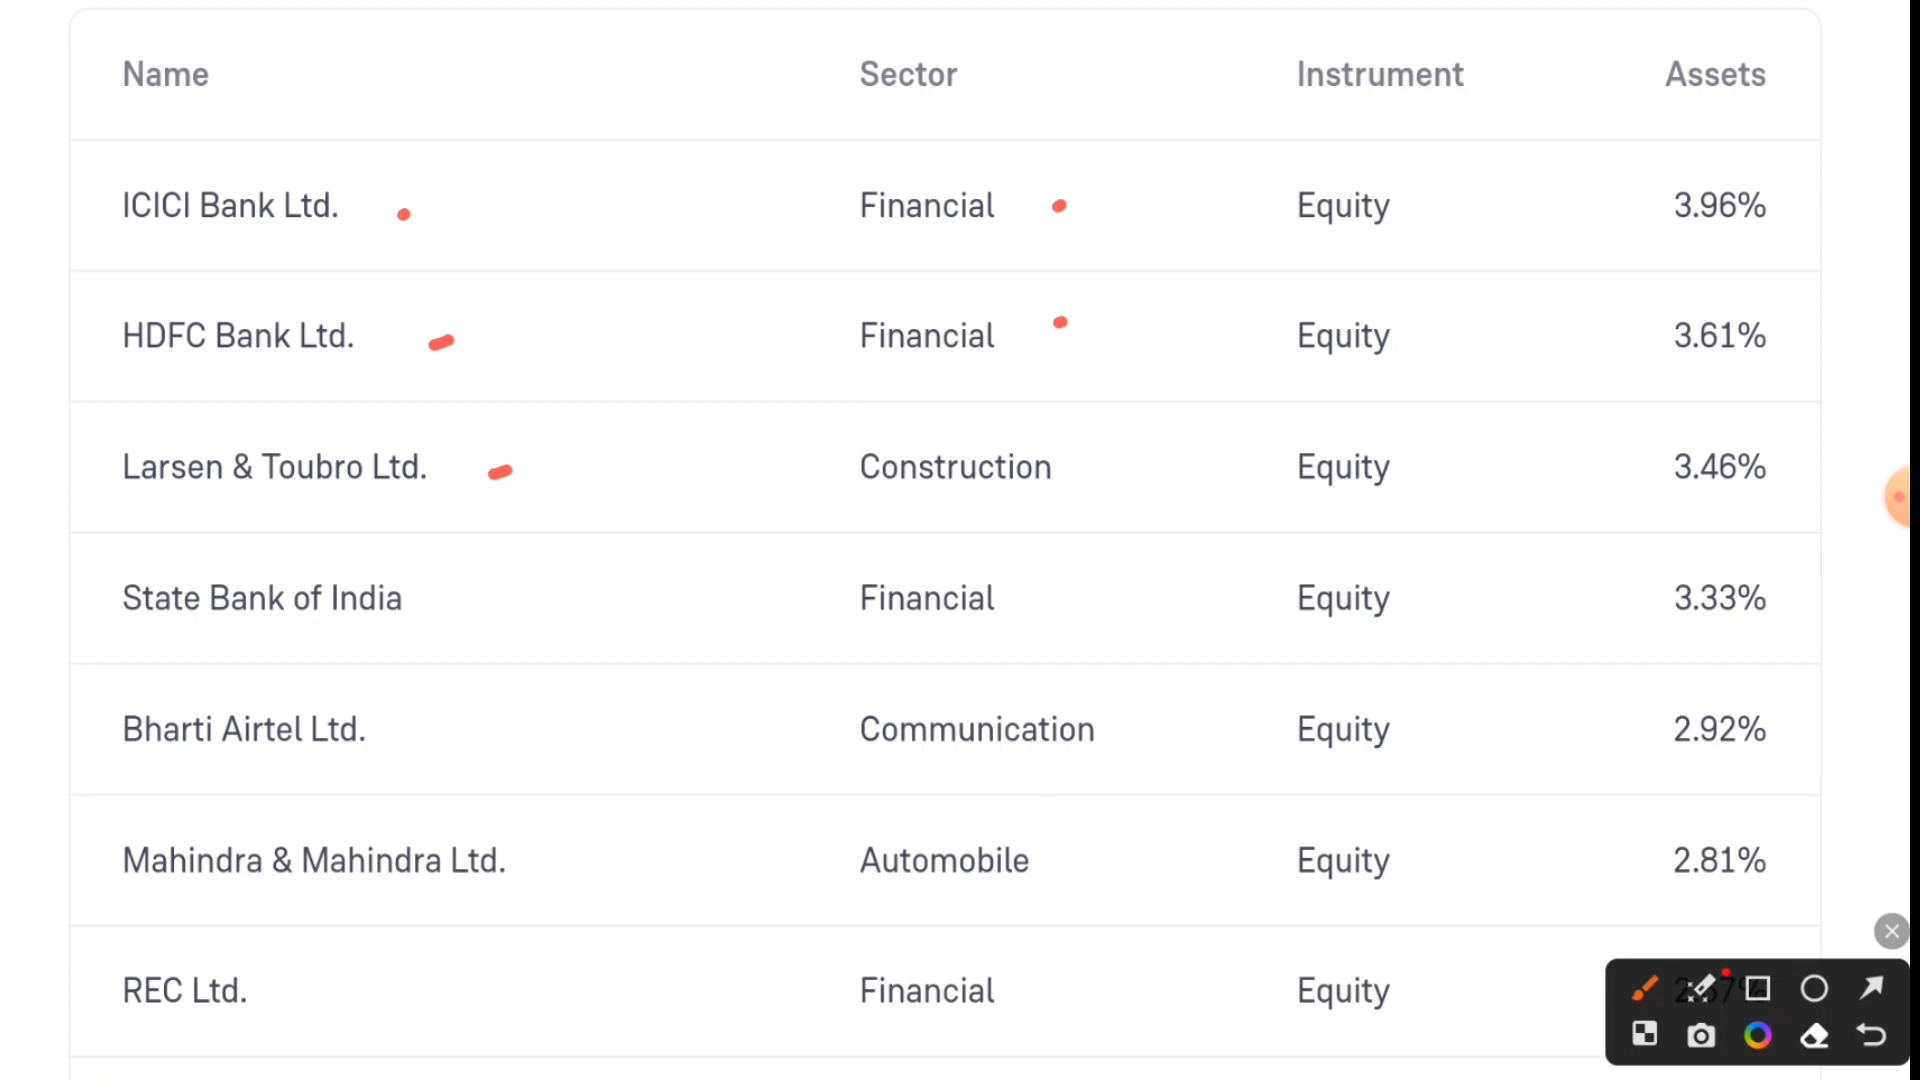 Name Sector Instrument Assets
ICICI Bank Ltd. Financial Equity 3.96%
HDFC Bank Ltd. Financial Equity 3.61%
Larsen & Toubro Ltd. Construction Equity 3.46%
State Bank of India Financial Equity 3.33%
Bharti Airtel Ltd. Communication Equity 2.92%
Mahindra & Mahindra Ltd. Automobile Equity 2.81%
REC Ltd. Financial Equity